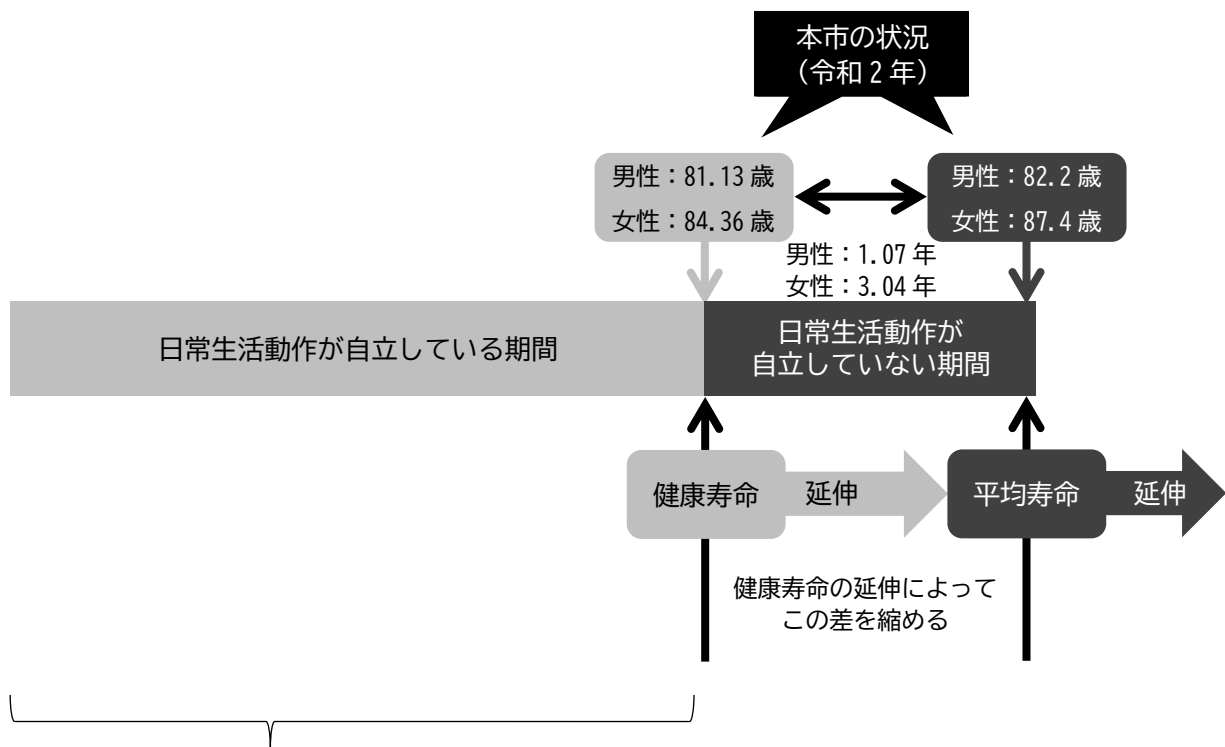 本市の状況
（令和２年）
男性：81.13 歳
女性：84.36 歳
男性：82.2 歳
女性：87.4 歳
男性：1.07 年
女性：3.04 年
日常生活動作が自立している期間
日常生活動作が
自立していない期間
健康寿命
延伸
平均寿命
延伸
健康寿命の延伸によって
この差を縮める